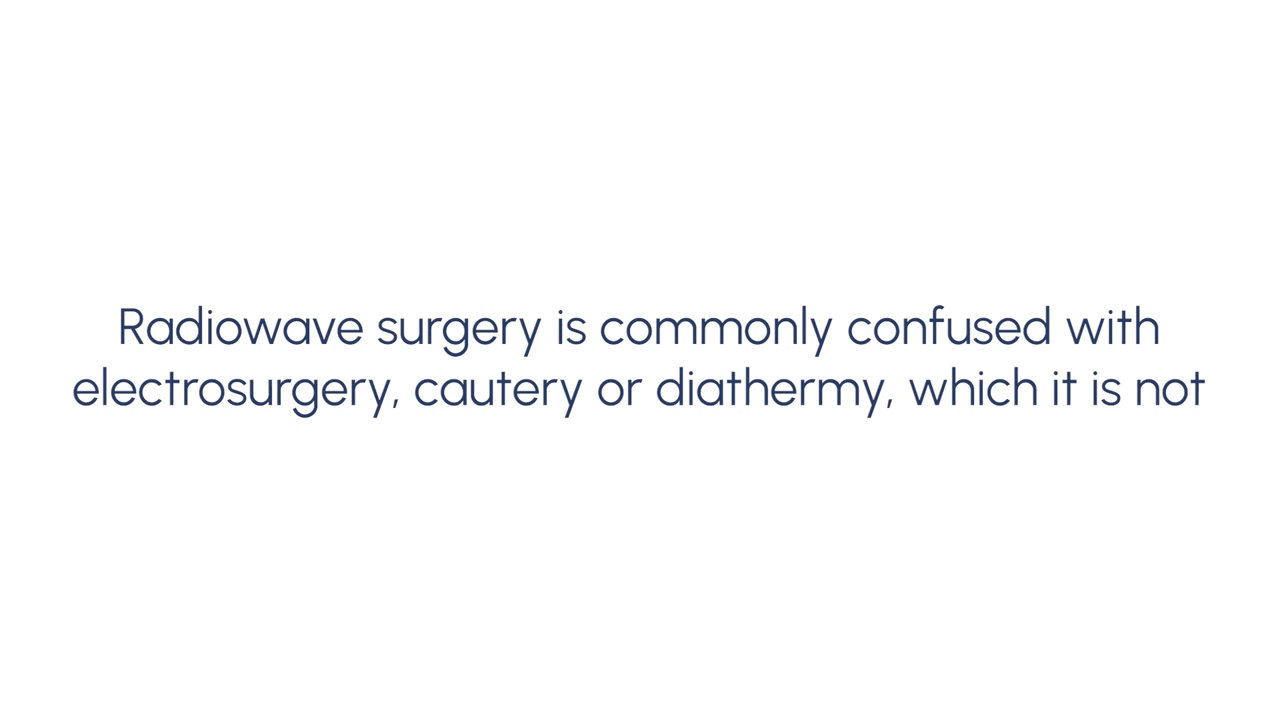 Radiowave surgery is commonly confused with
electrosurgery, cautery or diathermy, which it is not